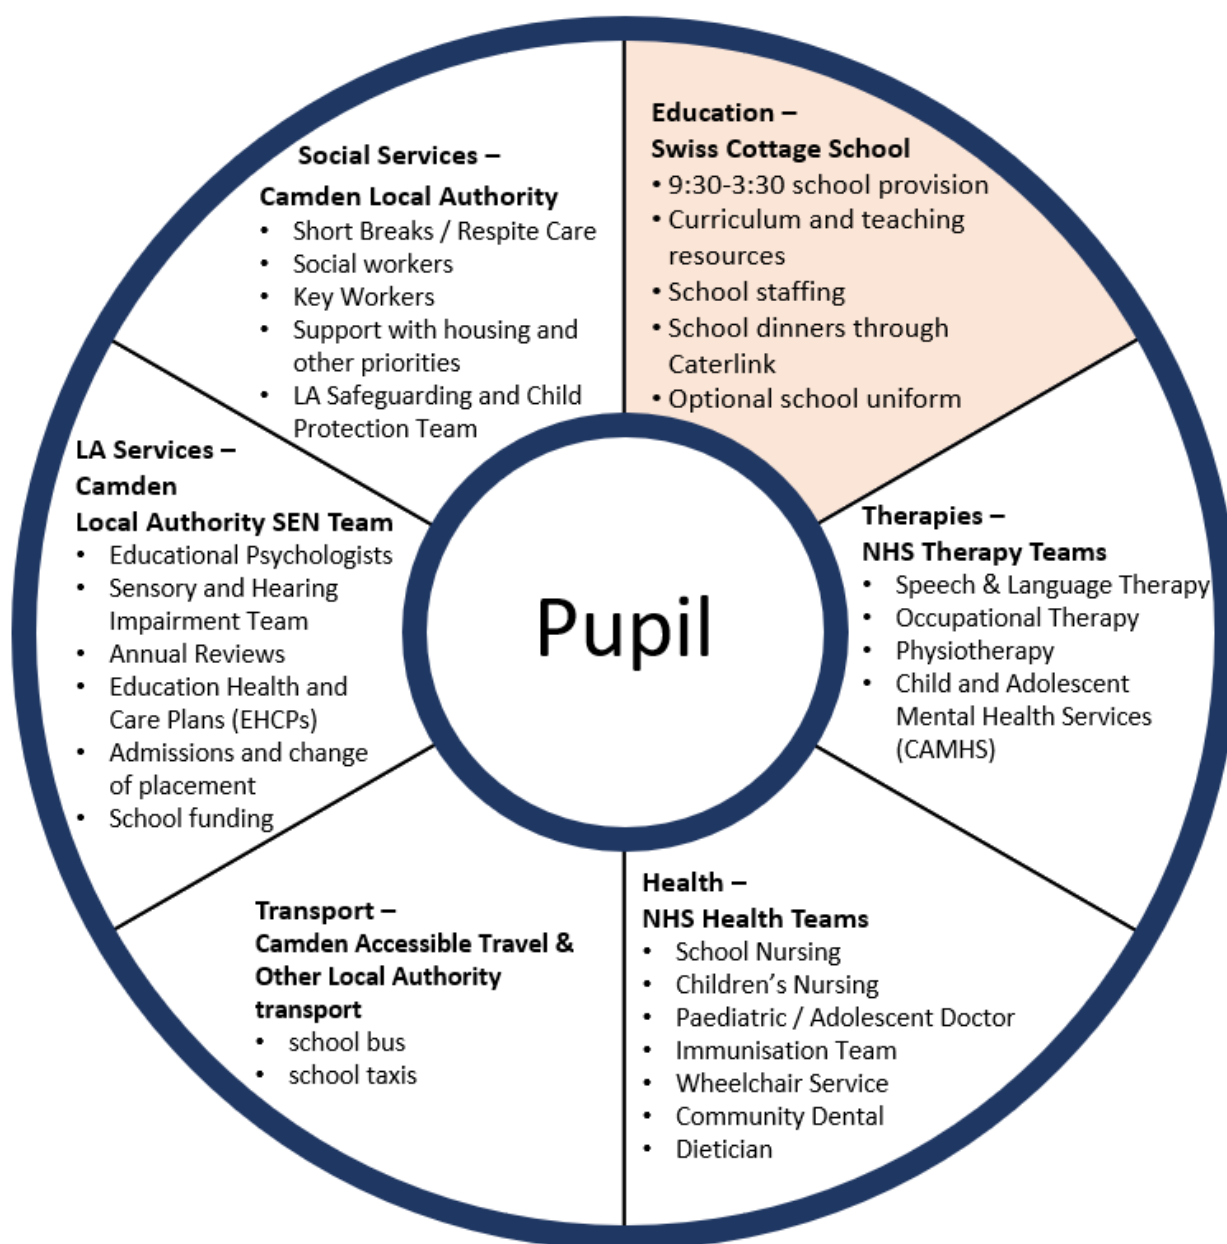 Education –
Swiss Cottage School
• 9:30-3:30 school provision
• Curriculum and teaching
resources
• School staffing
• School dinners through
Caterlink
• Optional school uniform
Therapies –
NHS Therapy Teams
• Speech & Language Therapy
• Occupational Therapy
• Physiotherapy
• Child and Adolescent
Mental Health Services
(CAMHS)
Health –
NHS Health Teams
• School Nursing
• Children’s Nursing
• Paediatric / Adolescent Doctor
• Immunisation Team
• Wheelchair Service
• Community Dental
• Dietician
Transport –
Camden Accessible Travel &
Other Local Authority
transport
• school bus
• school taxis
LA Services –
Camden
Local Authority SEN Team
• Educational Psychologists
• Sensory and Hearing
Impairment Team
• Annual Reviews
• Education Health and
Care Plans (EHCPs)
• Admissions and change
of placement
• School funding
Social Services –
Camden Local Authority
• Short Breaks / Respite Care
• Social workers
• Key Workers
• Support with housing and
other priorities
• LA Safeguarding and Child
Protection Team
Pupil